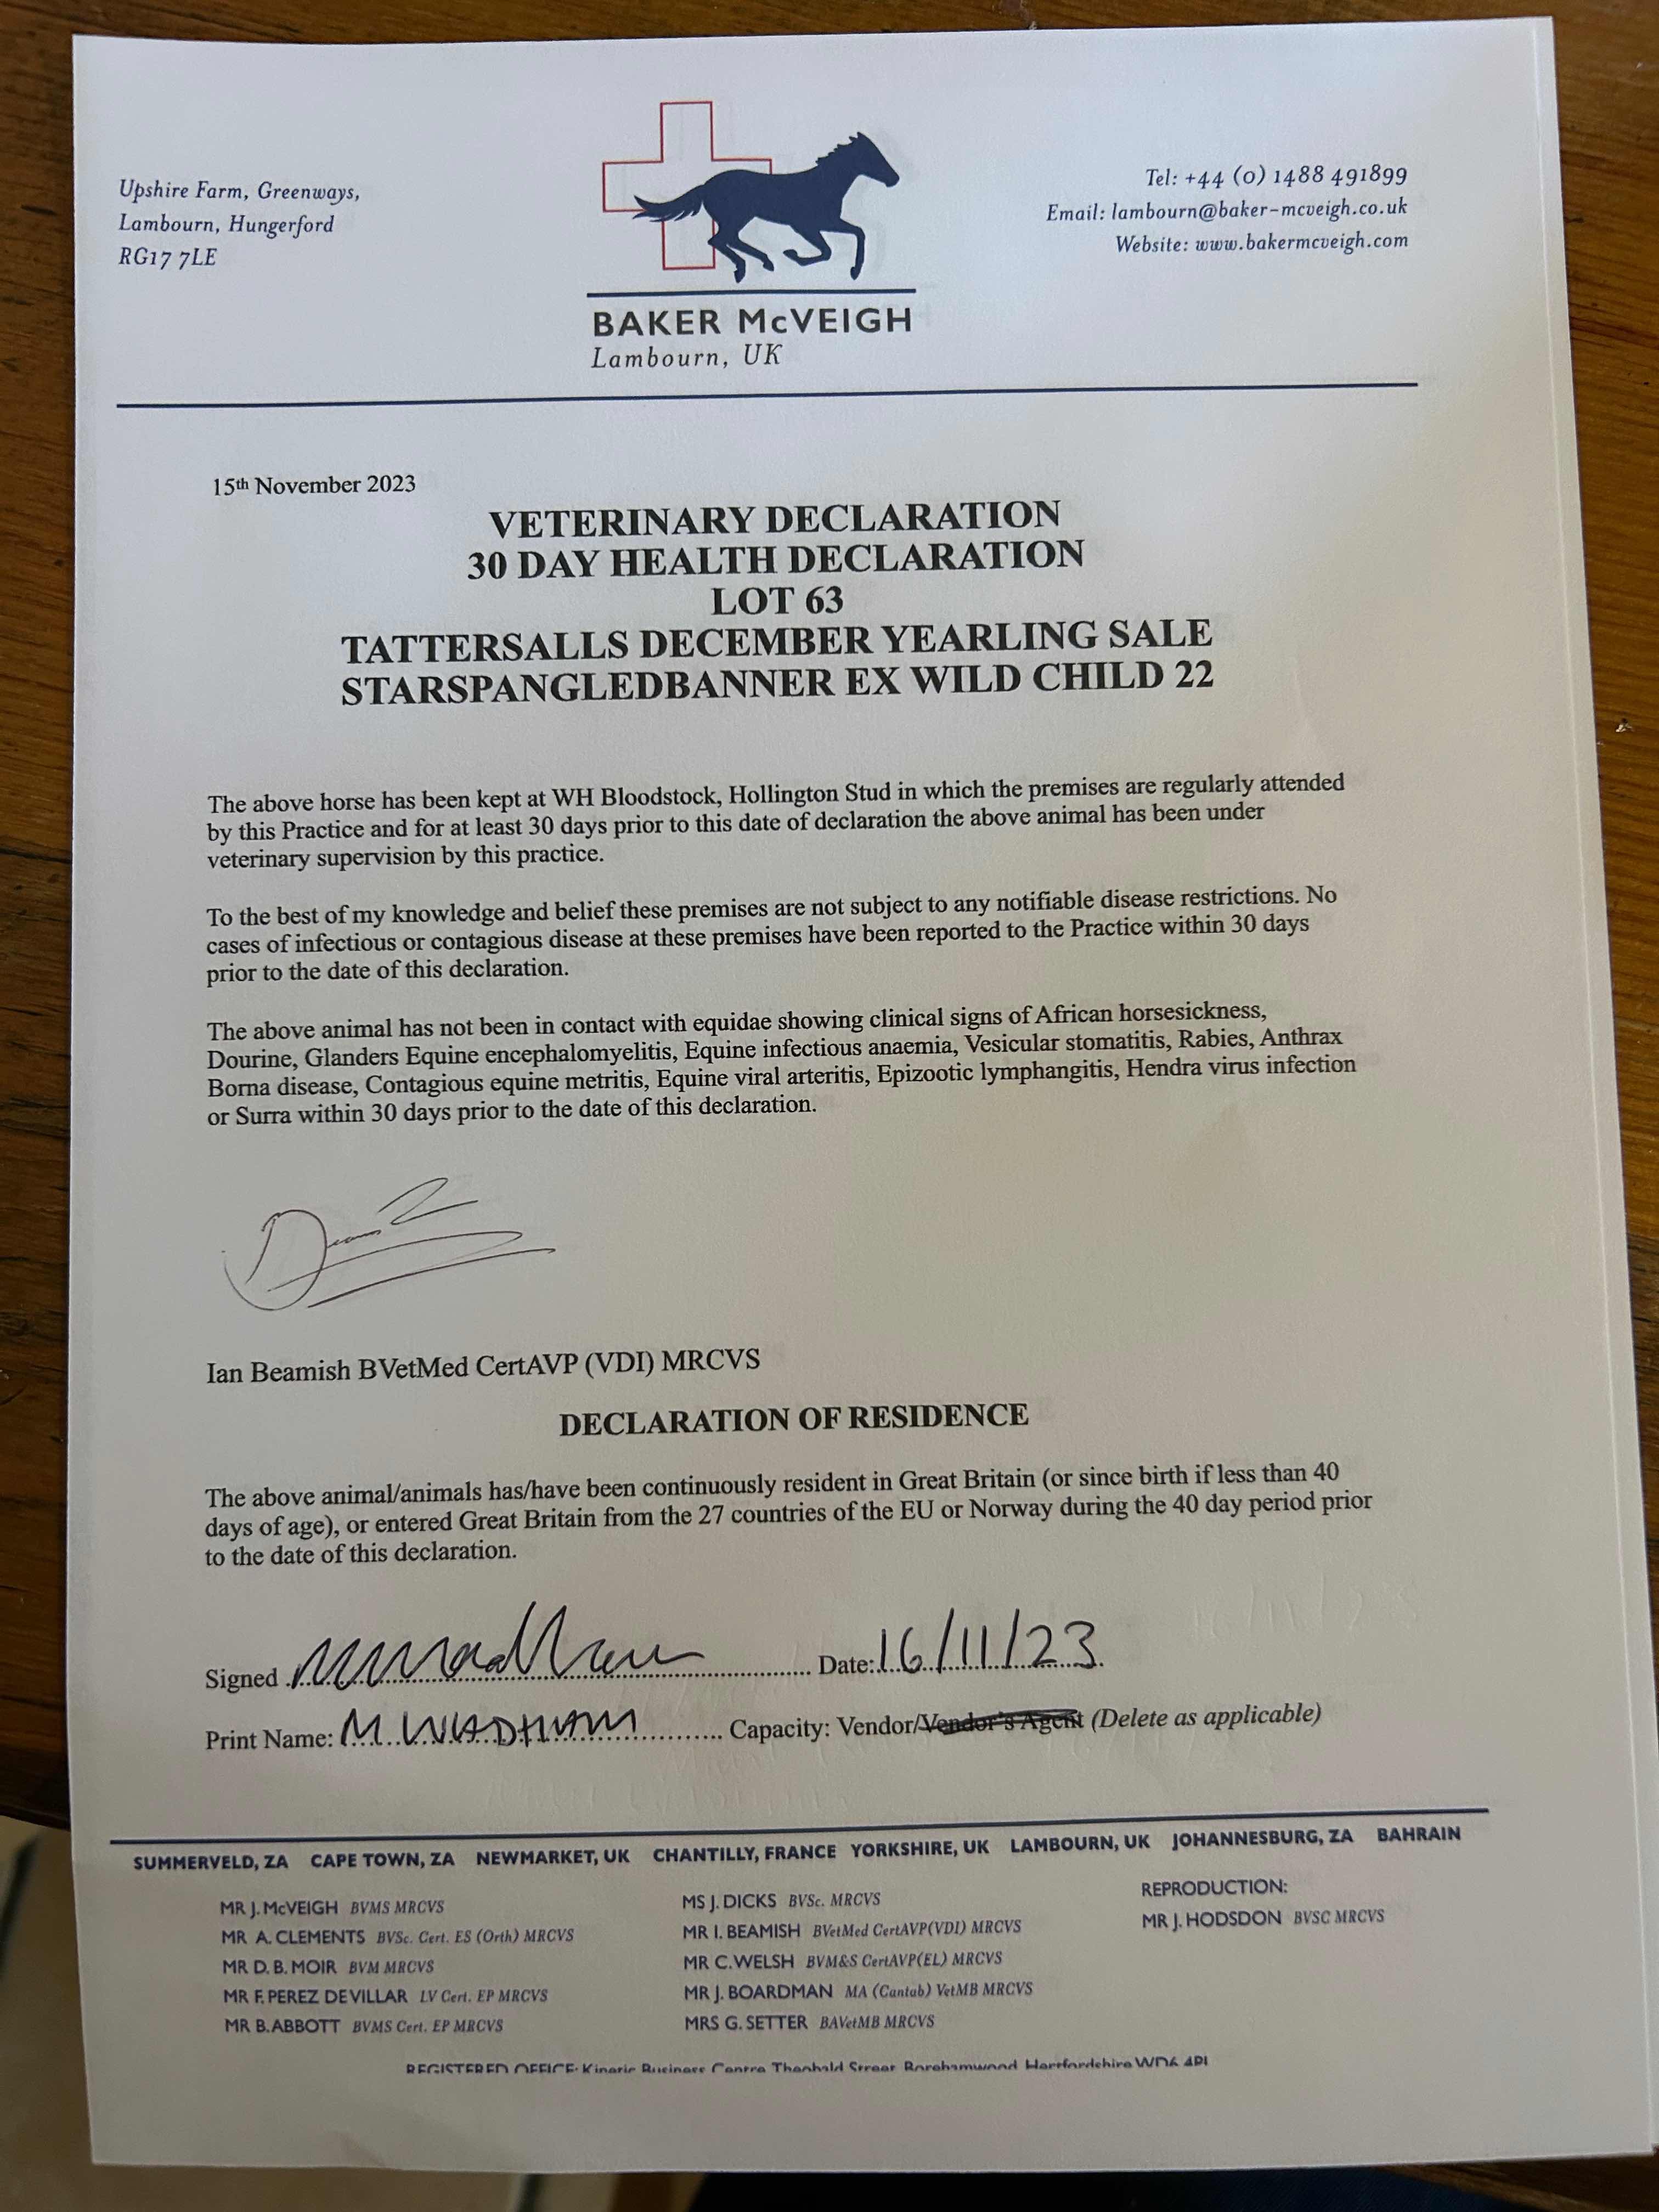 Upshire Farm, Greenways,
Lambourn, Hungerford
RG17 7LE
Tel: +44 (0) 1488 491899
Email: lambourn@baker-mcveigh.co.uk
Website: www.bakermcveigh.com
BAKER McVEIGH
Lambourn, UK
15th November 2023
VETERINARY DECLARATION
30 DAY HEALTH DECLARATION
LOT 63
TATTERSALLS DECEMBER YEARLING SALE
STARSPANGLEDBANNER EX WILD CHILD 22
The above horse has been kept at WH Bloodstock, Hollington Stud in which the premises are regularly attended
by this Practice and for at least 30 days prior to this date of declaration the above animal has been under
veterinary supervision by this practice.
To the best of my knowledge and belief these premises are not subject to any notifiable disease restrictions. No
cases of infectious or contagious disease at these premises have been reported to the Practice within 30 days
prior to the date of this declaration.
The above animal has not been in contact with equidae showing clinical signs of African horsesickness,
Dourine, Glanders Equine encephalomyelitis, Equine infectious anaemia, Vesicular stomatitis, Rabies, Anthrax
Borna disease, Contagious equine metritis, Equine viral arteritis, Epizootic lymphangitis, Hendra virus infection
or Surra within 30 days prior to the date of this declaration.
Ian Beamish BVetMed CertAVP (VDI) MRCVS
DECLARATION OF RESIDENCE
The above animal/animals has/have been continuously resident in Great Britain (or since birth if less than 40
days of age), or entered Great Britain from the 27 countries of the EU or Norway during the 40 day period prior
to the date of this declaration.
Signed Date: 16/11/23
Print Name: M. WADHAM Capacity: Vendor/Vendor's Agent (Delete as applicable)
SUMMERVELD, ZA CAPE TOWN, ZA NEWMARKET, UK CHANTILLY, FRANCE YORKSHIRE, UK LAMBOURN, UK JOHANNESBURG, ZA BAHRAIN
MR J. McVEIGH BVMS MRCVS
MR A. CLEMENTS BVSc. Cert. ES (Orth) MRCVS
MR D. B. MOIR BVM MRCVS
MR F. PEREZ DE VILLAR LV Cert. EP MRCVS
MR B. ABBOTT BVMS Cert. EP MRCVS
MS J. DICKS BVSc. MRCVS
MR I. BEAMISH BVetMed CertAVP(VDI) MRCVS
MR C. WELSH BVM&S CertAVP(EL) MRCVS
MR J. BOARDMAN MA (Cantab) VetMB MRCVS
MRS G. SETTER BAVetMB MRCVS
REPRODUCTION:
MR J. HODSDON BVSC MRCVS
REGISTERED OFFICE: Kinetic Business Centre Theobald Street Borehamwood Hertfordshire WD6 4PJ